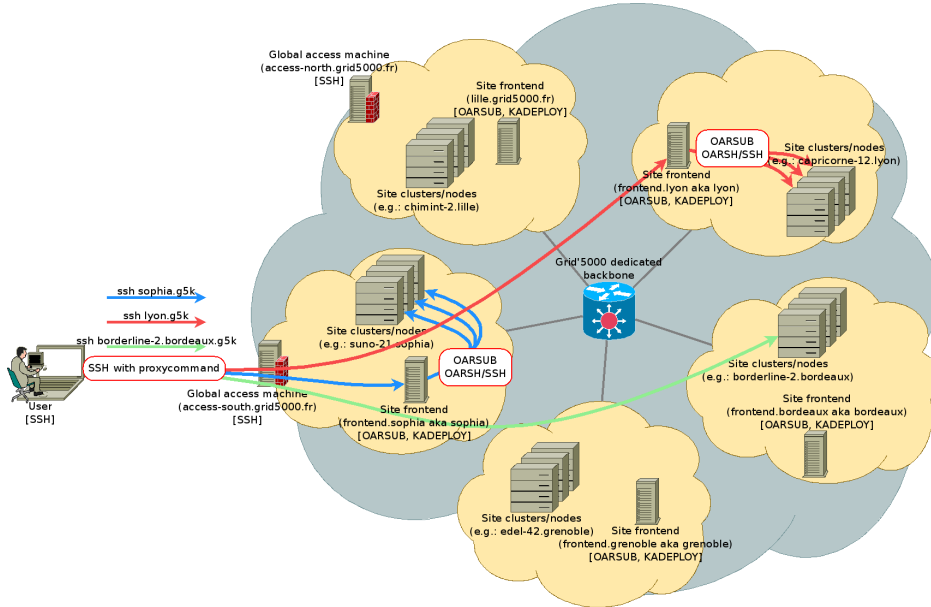 Global access machine
(access-north.grid5000.fr)
[SSH]
Site frontend
(lille.grid5000.fr)
[OARSUB, KADEPLOY]
Site clusters/nodes
(e.g.: chimint-2.lille)
OARSUB
OARSH/SSH
Site clusters/nodes
(e.g.: capricorne-12.lyon)
Site frontend
(frontend.lyon aka lyon)
[OARSUB, KADEPLOY]
Grid'5000 dedicated
backbone
ssh sophia.g5k
ssh lyon.g5k
ssh borderline-2.bordeaux.g5k
SSH with proxycommand
User
[SSH]
Global access machine
(access-south.grid5000.fr)
[SSH]
Site clusters/nodes
(e.g.: suno-21.sophia)
OARSUB
OARSH/SSH
Site frontend
(frontend.sophia aka sophia)
[OARSUB, KADEPLOY]
Site clusters/nodes
(e.g.: borderline-2.bordeaux)
Site frontend
(frontend.bordeaux aka bordeaux)
[OARSUB, KADEPLOY]
Site clusters/nodes
(e.g.: edel-42.grenoble)
Site frontend
(frontend.grenoble aka grenoble)
[OARSUB, KADEPLOY]